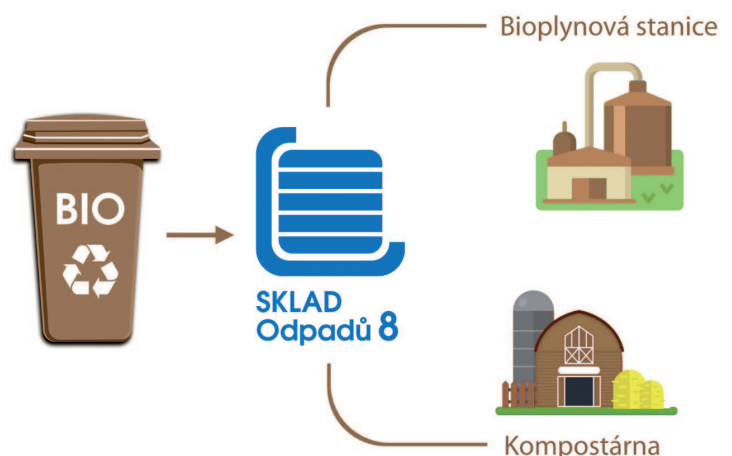 Bioplynová stanice
BIO
SKLAD
Odpadů 8
Kompostárna